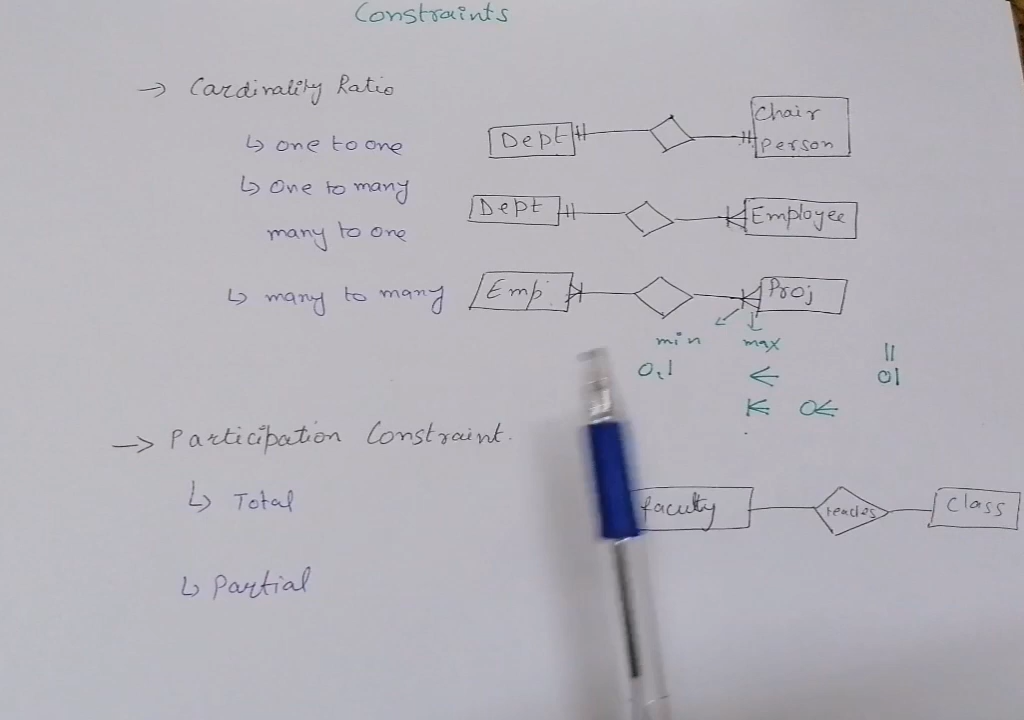 Constraints
→ Cardinality Ratio
↳ one to one
Dept
Chair
person
↳ One to many
Dept
Employee
many to one
↳ many to many
Emp
Proj
min
max
0,1
01
→ Participation Constraint.
↳ Total
faculty
teaches
Class
↳ Partial